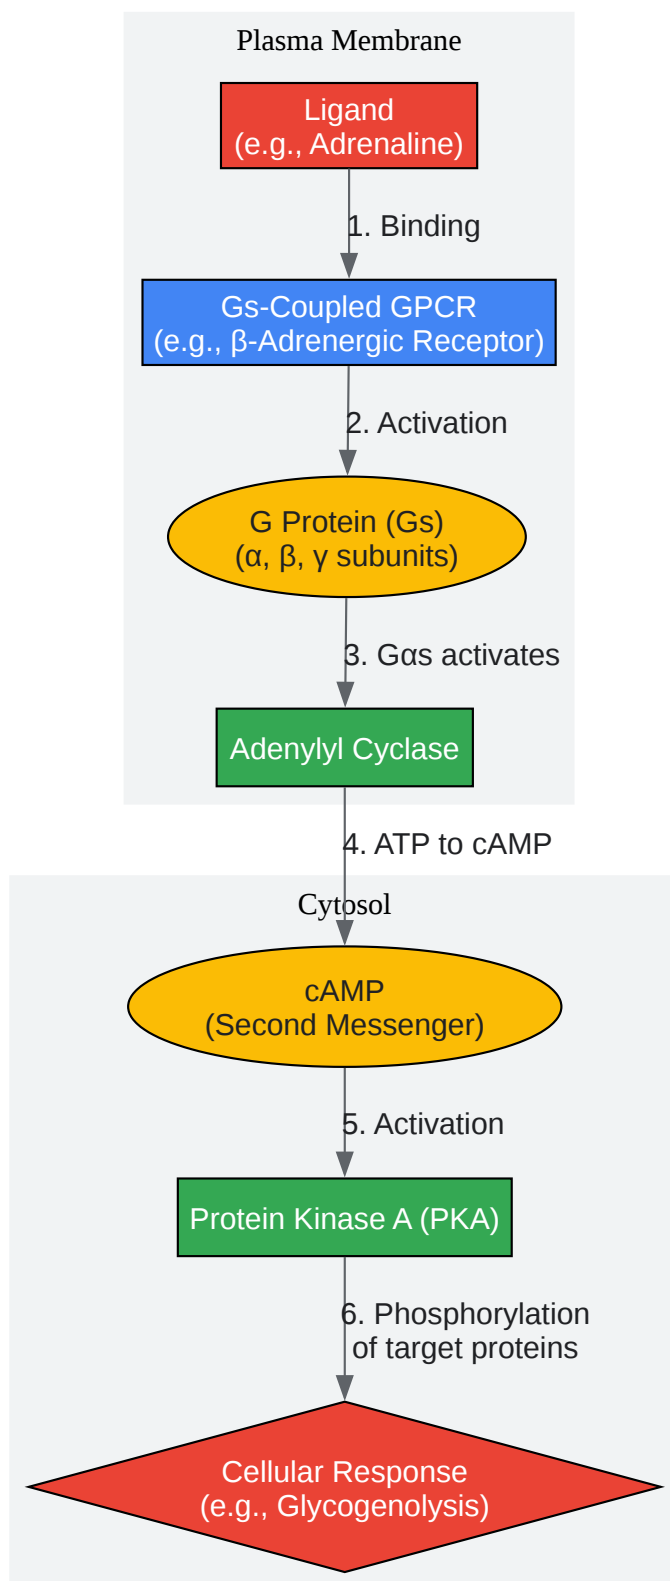 Plasma Membrane
Ligand
(e.g., Adrenaline)
1. Binding
Gs-Coupled GPCR
(e.g., β-Adrenergic Receptor)
2. Activation
G Protein (Gs)
(α, β, γ subunits)
3. Gαs activates
Adenylyl Cyclase
4. ATP to cAMP
Cytosol
cAMP
(Second Messenger)
5. Activation
Protein Kinase A (PKA)
6. Phosphorylation
of target proteins
Cellular Response
(e.g., Glycogenolysis)